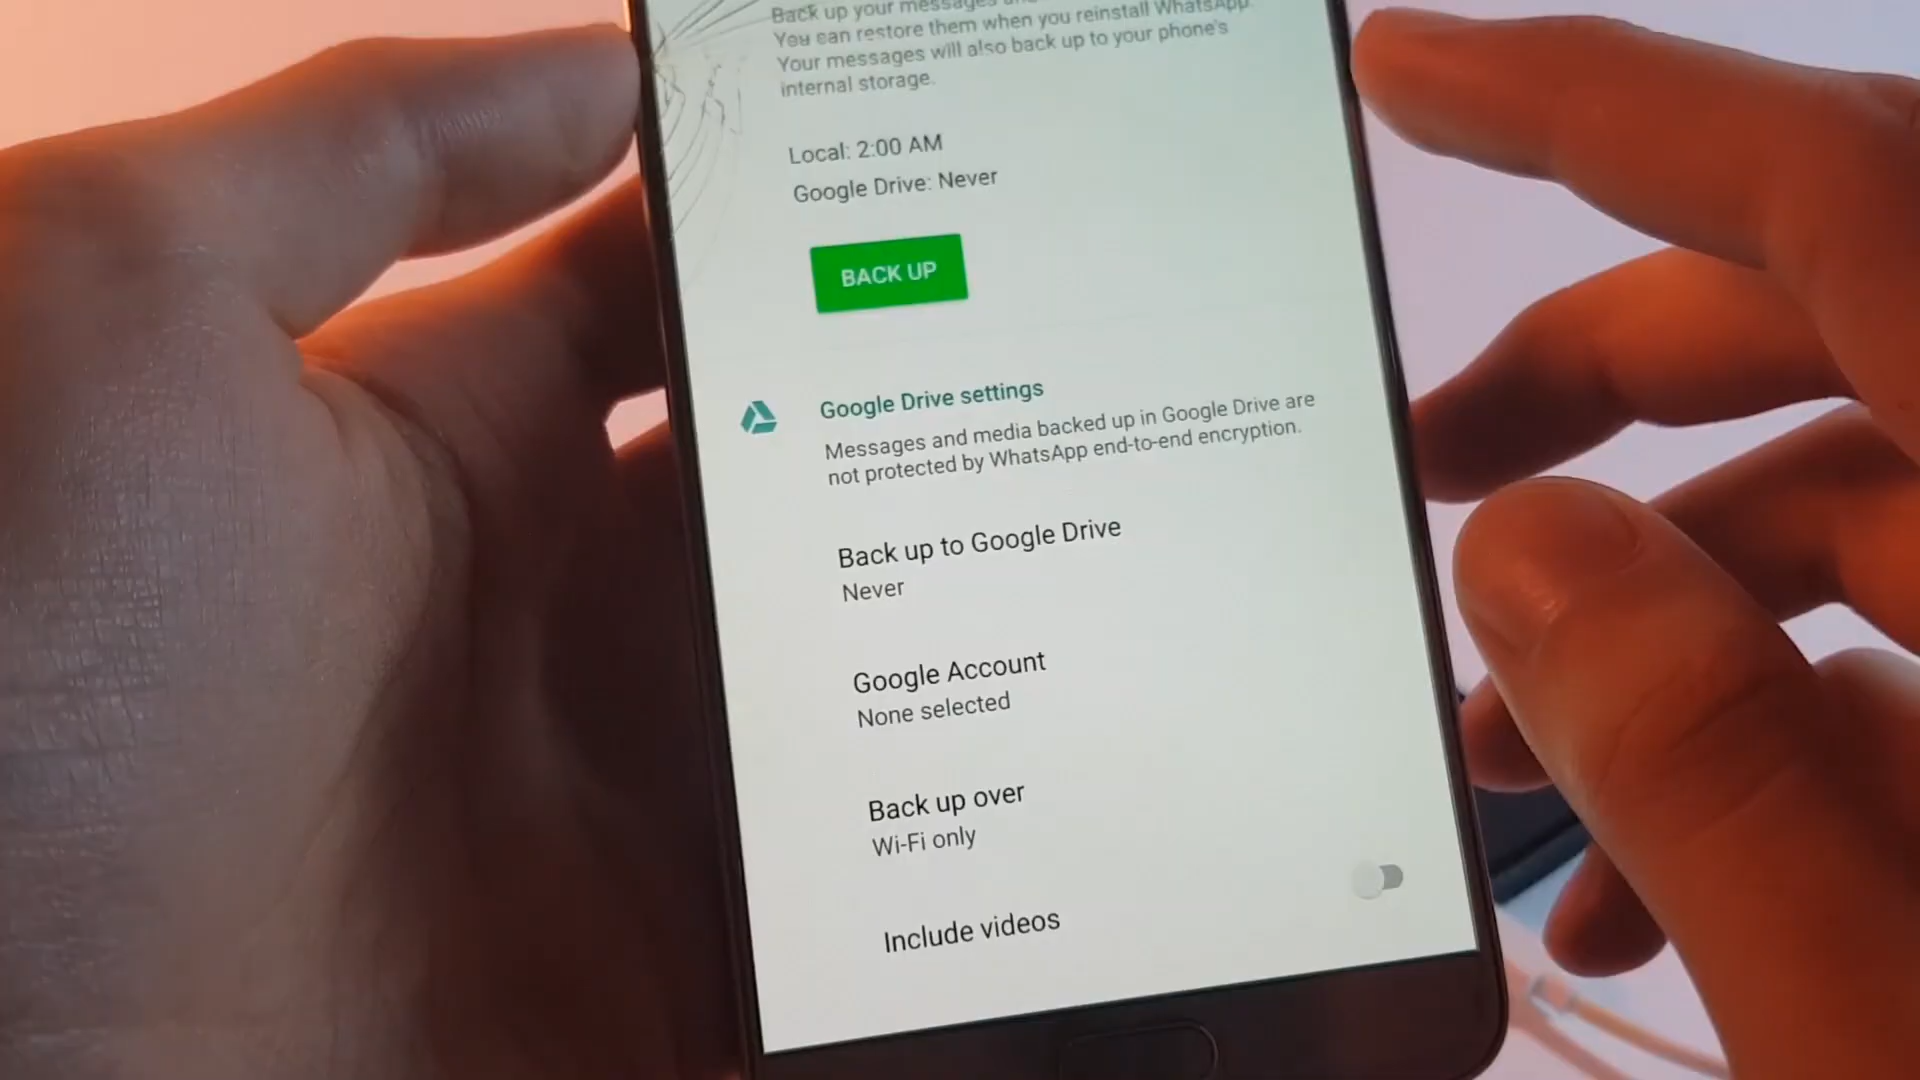 Back up your messages and
You can restore them when you reinstall WhatsApp.
Your messages will also back up to your phone's
internal storage.
Local: 2:00 AM
Google Drive: Never
BACK UP
Google Drive settings
Messages and media backed up in Google Drive are
not protected by WhatsApp end-to-end encryption.
Back up to Google Drive
Never
Google Account
None selected
Back up over
Wi-Fi only
Include videos